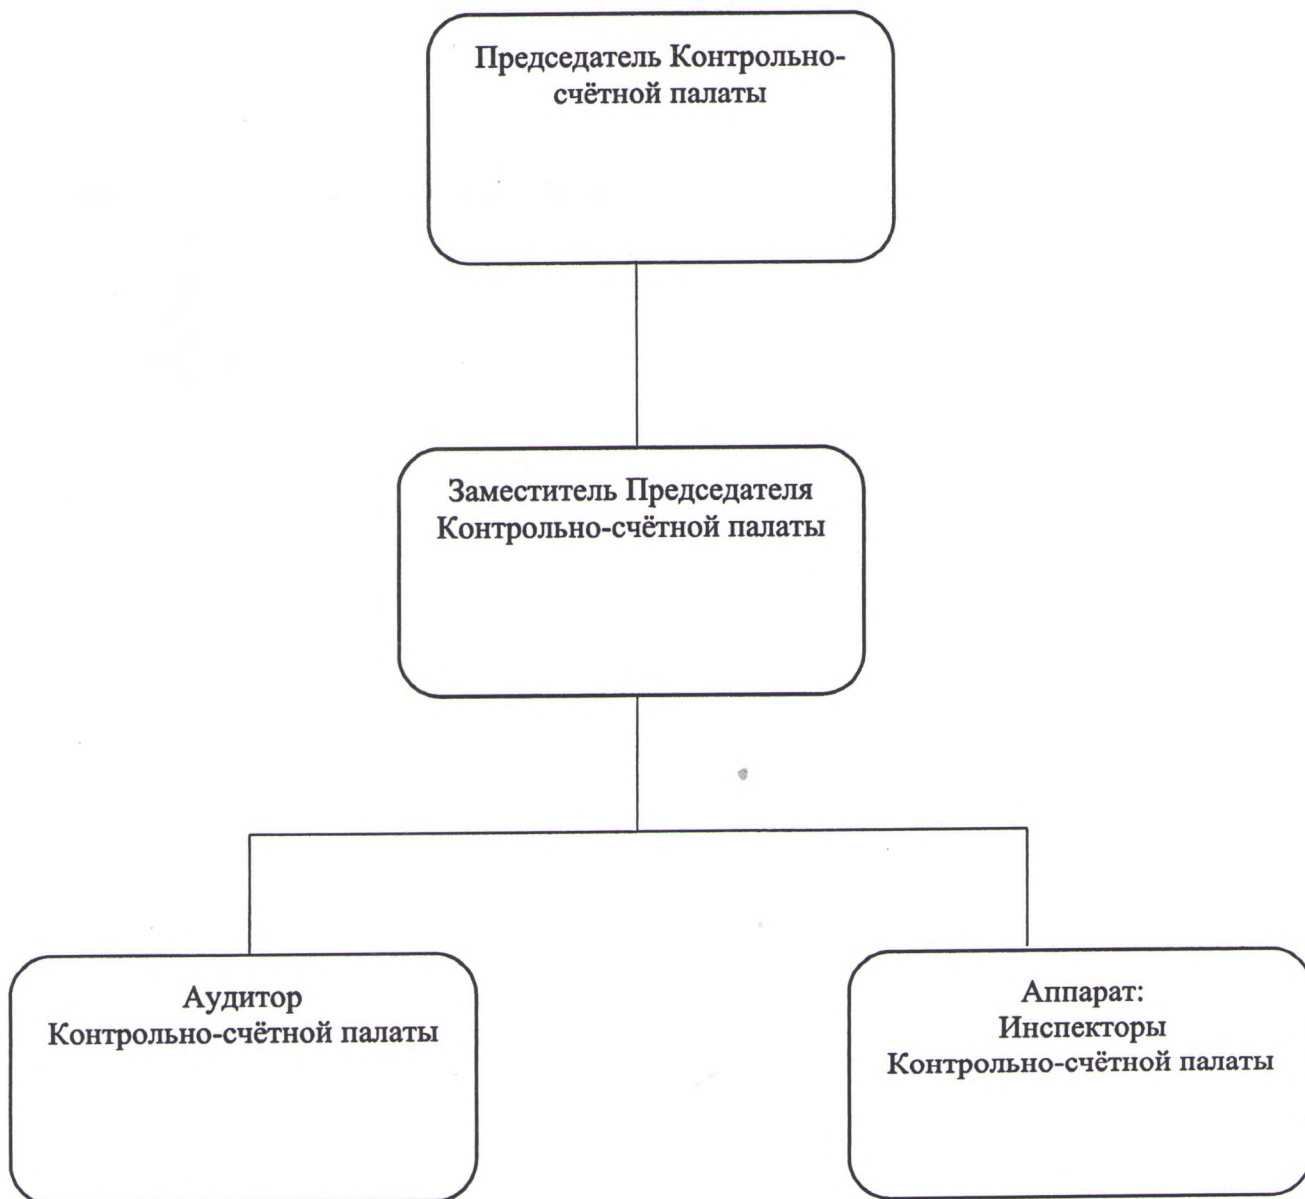 Председатель Контрольно-
счётной палаты
Заместитель Председателя
Контрольно-счётной палаты
Аудитор
Контрольно-счётной палаты
Аппарат:
Инспекторы
Контрольно-счётной палаты